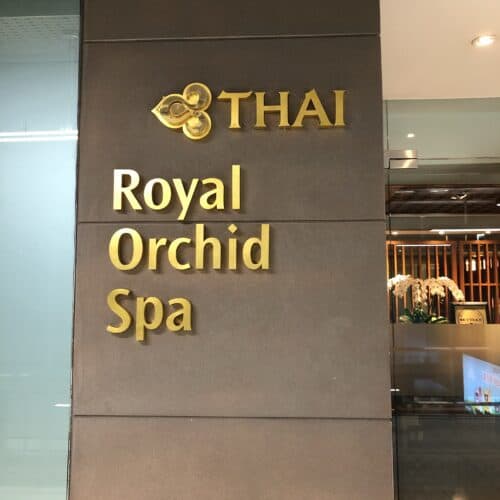 THAI
Royal
Orchid
Spa